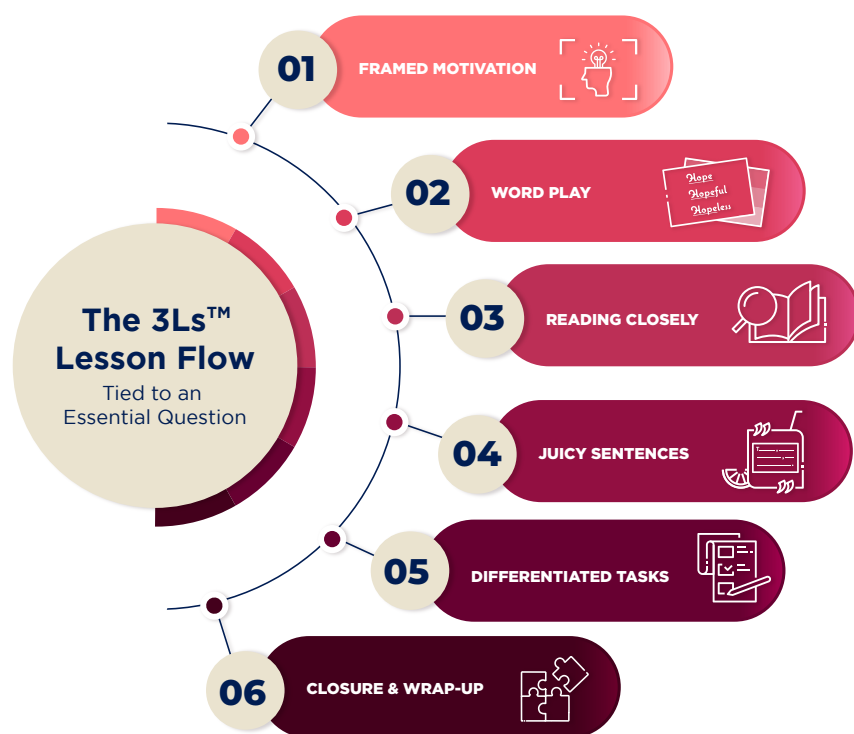 The 3Ls™
Lesson Flow
Tied to an
Essential Question
01
FRAMED MOTIVATION
02
WORD PLAY
Hope
Hopeful
Hopeless
03
READING CLOSELY
04
JUICY SENTENCES
05
DIFFERENTIATED TASKS
06
CLOSURE & WRAP-UP